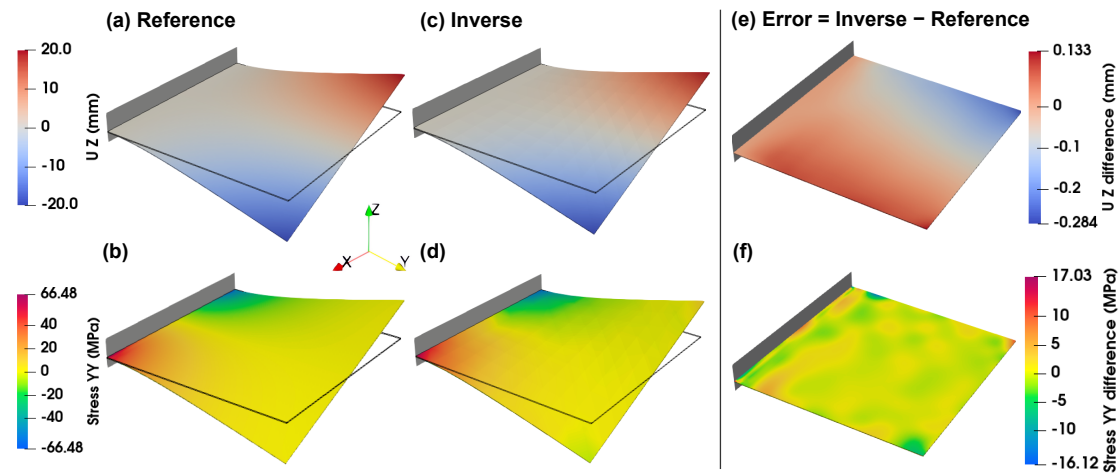 (a) Reference
(c) Inverse
(e) Error = Inverse − Reference
20.0
10
0
-10
-20.0
U Z (mm)
0.133
0
-0.1
-0.2
-0.284
U Z difference (mm)
Z
X
Y
(b)
(d)
(f)
66.48
40
20
0
-20
-40
-66.48
Stress YY (MPa)
17.03
10
5
0
-5
-10
-16.12
Stress YY difference (MPa)